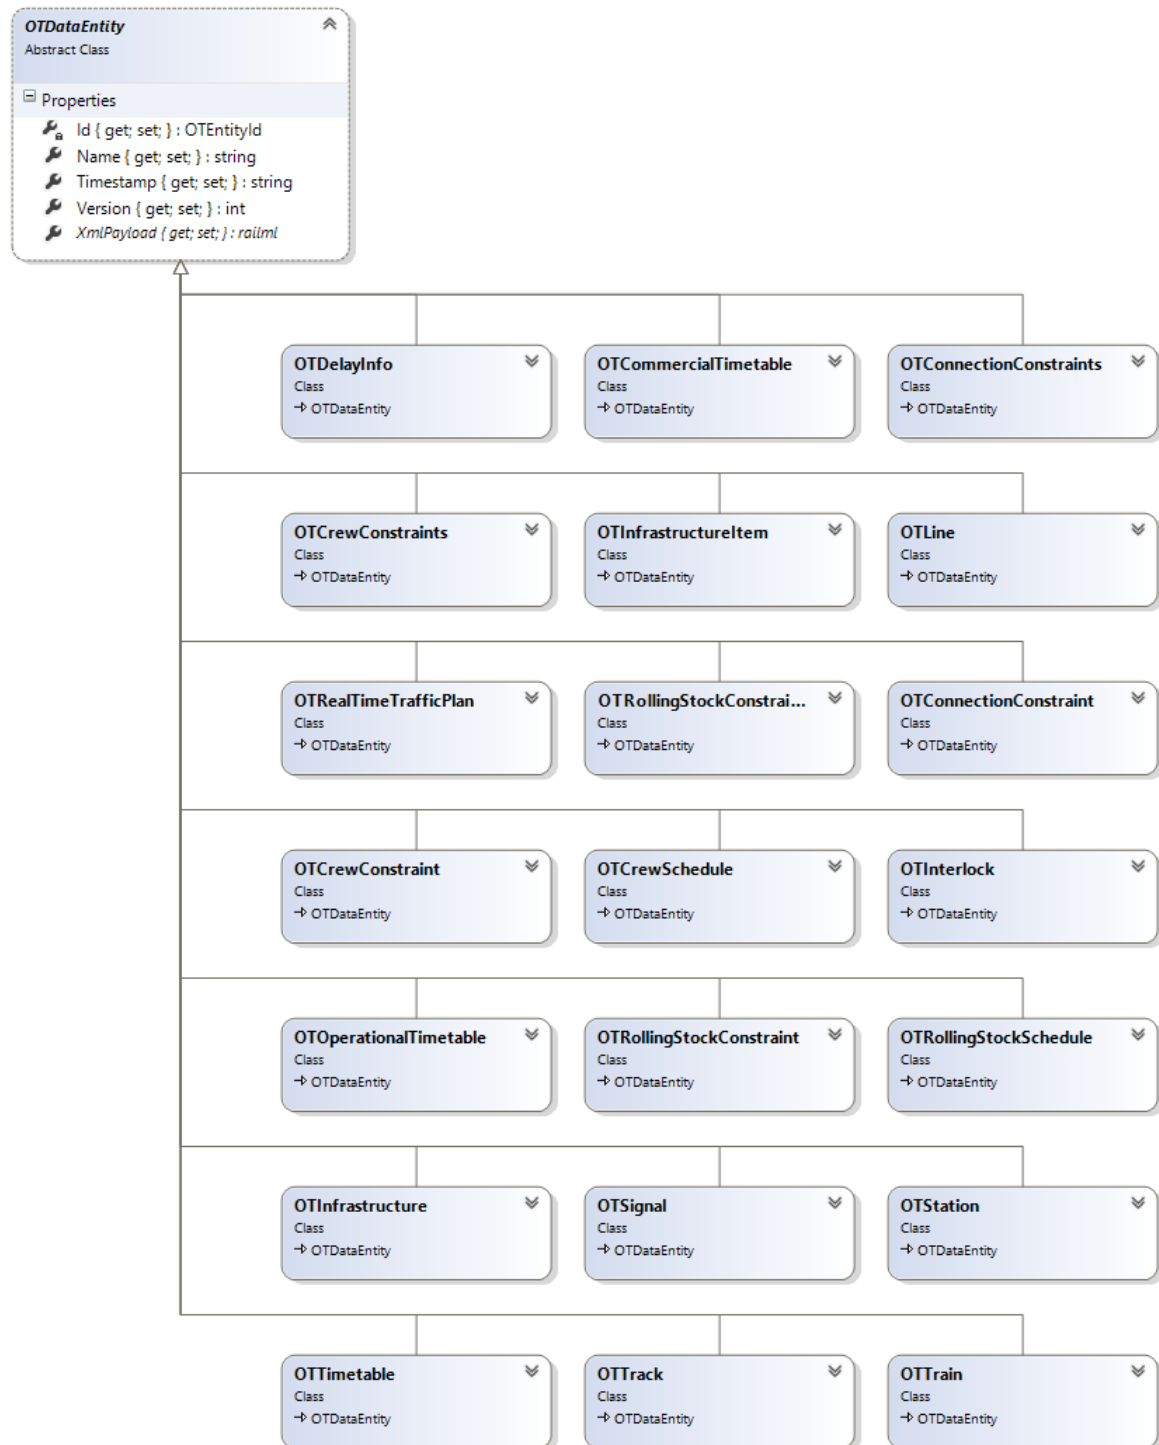 OTDataEntity
Abstract Class
Properties
Id { get; set; } : OTEntityId
Name { get; set; } : string
Timestamp { get; set; } : string
Version { get; set; } : int
XmlPayload { get; set; } : railml
OTDelayInfo
Class
OTDataEntity
OTCommercialTimetable
Class
OTDataEntity
OTConnectionConstraints
Class
OTDataEntity
OTCrewConstraints
Class
OTDataEntity
OTInfrastructureItem
Class
OTDataEntity
OTLine
Class
OTDataEntity
OTRealTimeTrafficPlan
Class
OTDataEntity
OTRollingStockConstrai...
Class
OTDataEntity
OTConnectionConstraint
Class
OTDataEntity
OTCrewConstraint
Class
OTDataEntity
OTCrewSchedule
Class
OTDataEntity
OTInterlock
Class
OTDataEntity
OTOperationalTimetable
Class
OTDataEntity
OTRollingStockConstraint
Class
OTDataEntity
OTRollingStockSchedule
Class
OTDataEntity
OTInfrastructure
Class
OTDataEntity
OTSignal
Class
OTDataEntity
OTStation
Class
OTDataEntity
OTTimetable
Class
OTDataEntity
OTTrack
Class
OTDataEntity
OTTrain
Class
OTDataEntity